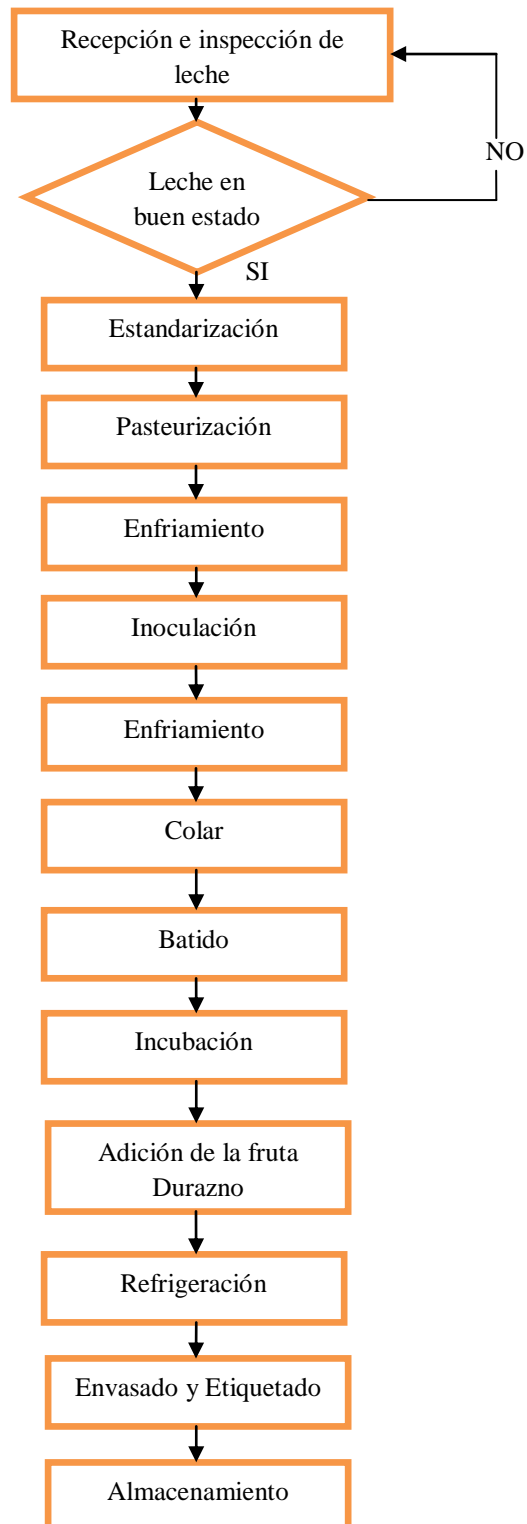 Recepción e inspección de
leche
NO
Leche en
buen estado
SI
Estandarización
Pasteurización
Enfriamiento
Inoculación
Enfriamiento
Colar
Batido
Incubación
Adición de la fruta
Durazno
Refrigeración
Envasado y Etiquetado
Almacenamiento